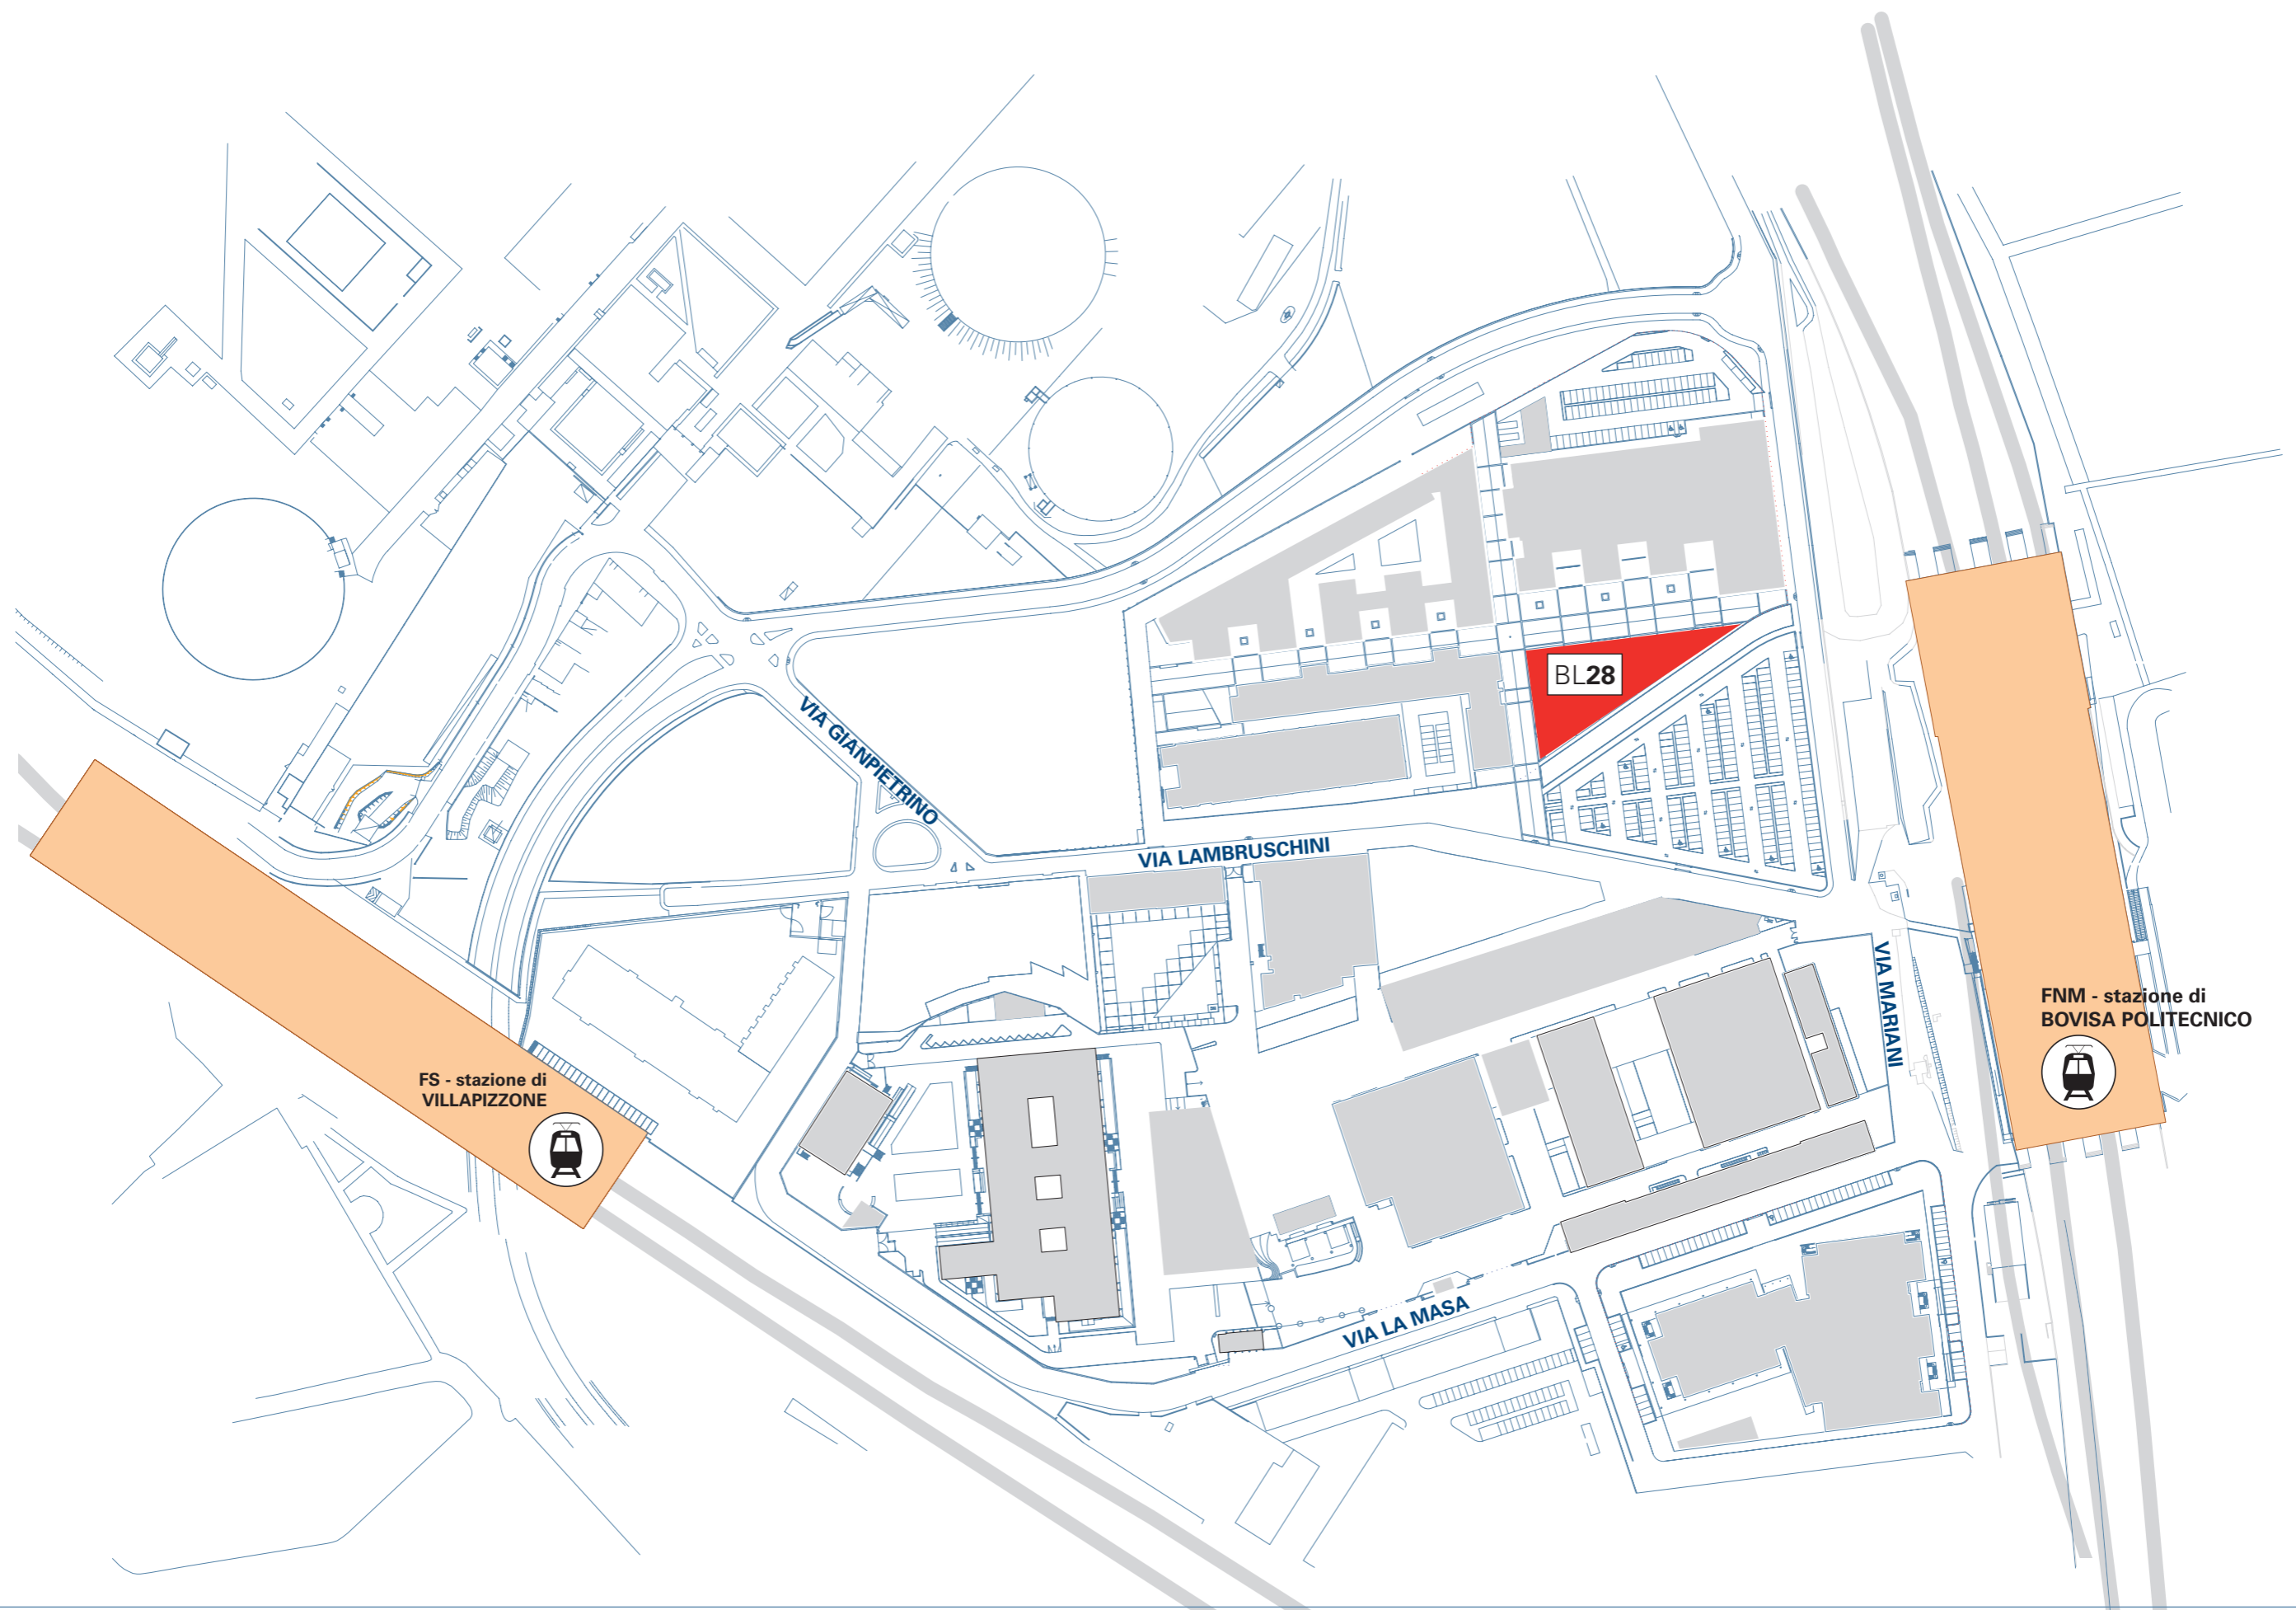 BL28
VIA GIANPIETRINO
VIA LAMBRUSCHINI
VIA MARIANI
FNM - stazione di
BOVISA POLITECNICO
FS - stazione di
VILLAPIZZONE
VIA LA MASA